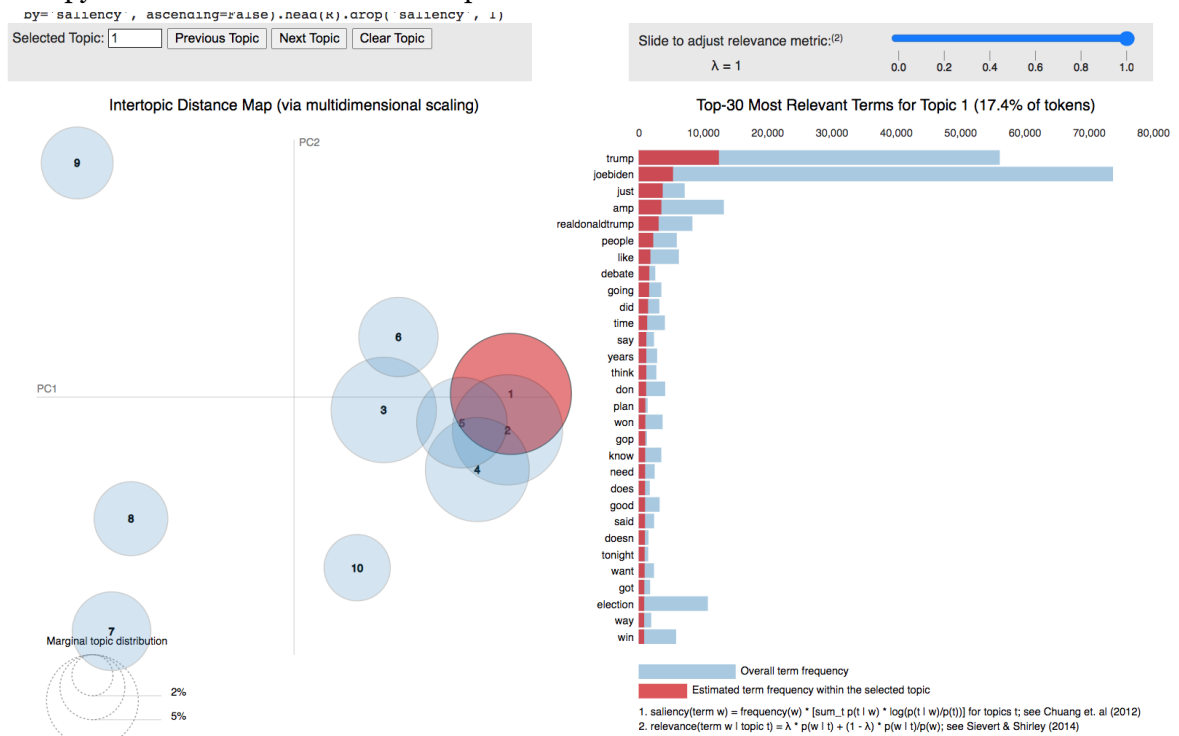 by='saliency', ascending=False).head(R).drop('saliency', 1)
Selected Topic: 1 Previous Topic Next Topic Clear Topic
Slide to adjust relevance metric:(2)
λ = 1
0.0 0.2 0.4 0.6 0.8 1.0
Intertopic Distance Map (via multidimensional scaling)
PC2
PC1
9
6
3
1
5
2
4
8
10
7
Marginal topic distribution
2%
5%
Top-30 Most Relevant Terms for Topic 1 (17.4% of tokens)
0 10,000 20,000 30,000 40,000 50,000 60,000 70,000 80,000
trump
joebiden
just
amp
realdonaldtrump
people
like
debate
going
did
time
say
years
think
don
plan
won
gop
know
need
does
good
said
doesn
tonight
want
got
election
way
win
Overall term frequency
Estimated term frequency within the selected topic
1. saliency(term w) = frequency(w) * [sum_t p(t | w) * log(p(t | w)/p(t))] for topics t; see Chuang et. al (2012)
2. relevance(term w | topic t) = λ * p(w | t) + (1 - λ) * p(w | t)/p(w); see Sievert & Shirley (2014)